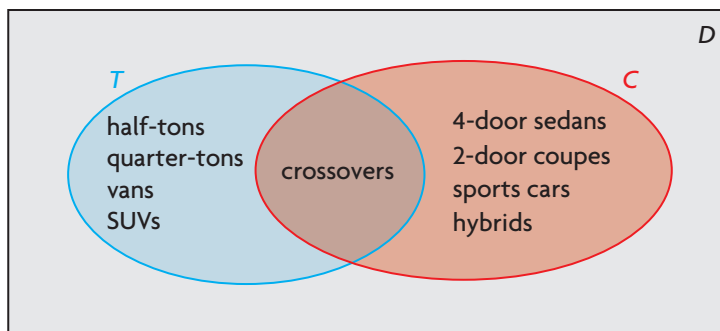 D
T
C
half-tons
quarter-tons
vans
SUVs
crossovers
4-door sedans
2-door coupes
sports cars
hybrids